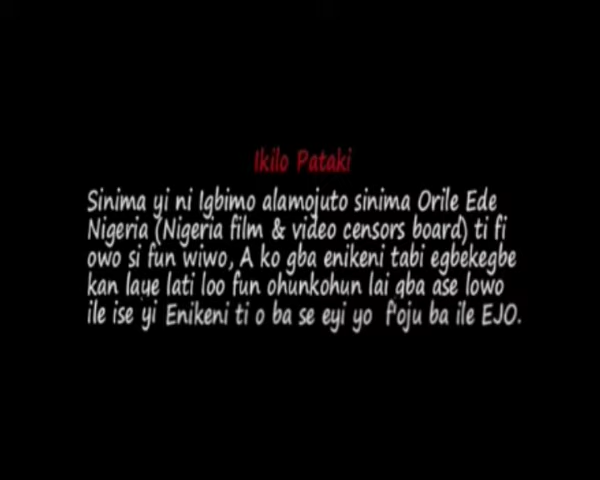 Ikilo Pataki
Sinima yi ni Igbimo alamojuto sinima Orile Ede
Nigeria (Nigeria film & video censors board) ti fi
owo si fun wiwo, A ko gba enikeni tabi egbekegbe
kan laye lati loo fun ohunkohun lai gba ase lowo
ile ise yi Enikeni ti o ba se eyi yo f'oju ba ile EJO.